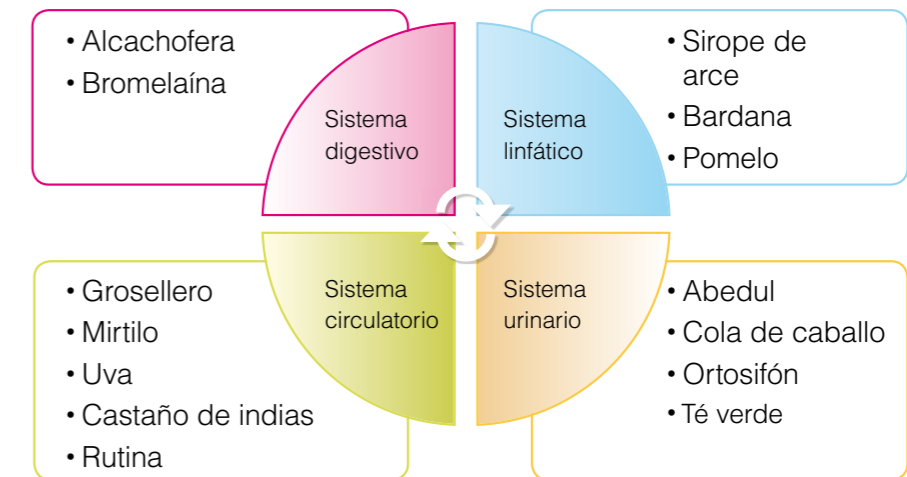 • Alcachofera
• Bromelaína
Sistema
digestivo
Sistema
linfático
• Sirope de
arce
• Bardana
• Pomelo
• Grosellero
• Mirtilo
• Uva
• Castaño de indias
• Rutina
Sistema
circulatorio
Sistema
urinario
• Abedul
• Cola de caballo
• Ortosifón
• Té verde